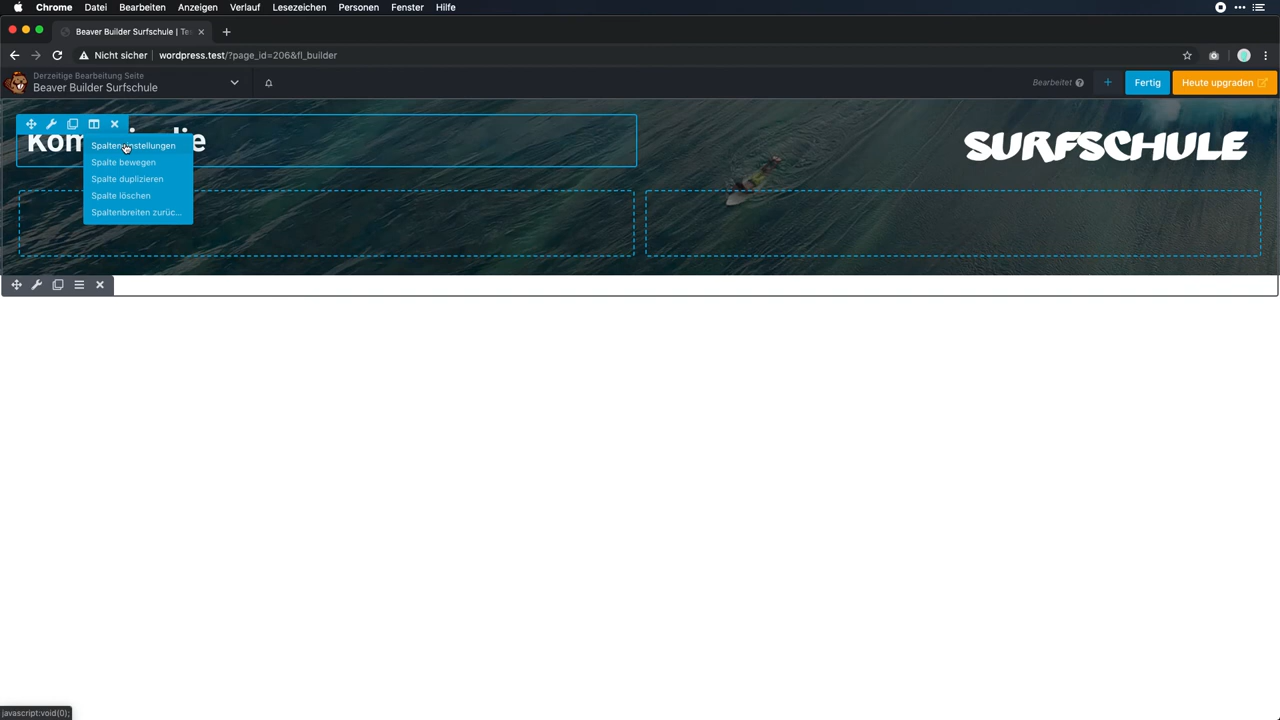 Chrome Datei Bearbeiten Anzeigen Verlauf Lesezeichen Personen Fenster Hilfe
Beaver Builder Surfschule | Te
Nicht sicher wordpress.test/?page_id=206&fl_builder
Derzeitige Bearbeitung Seite
Beaver Builder Surfschule
Bearbeitet
Fertig
Heute upgraden
SURFSCHULE
Spalteneinstellungen
Spalte bewegen
Spalte duplizieren
Spalte löschen
Spaltenbreiten zurüc...
javascript:void(0);